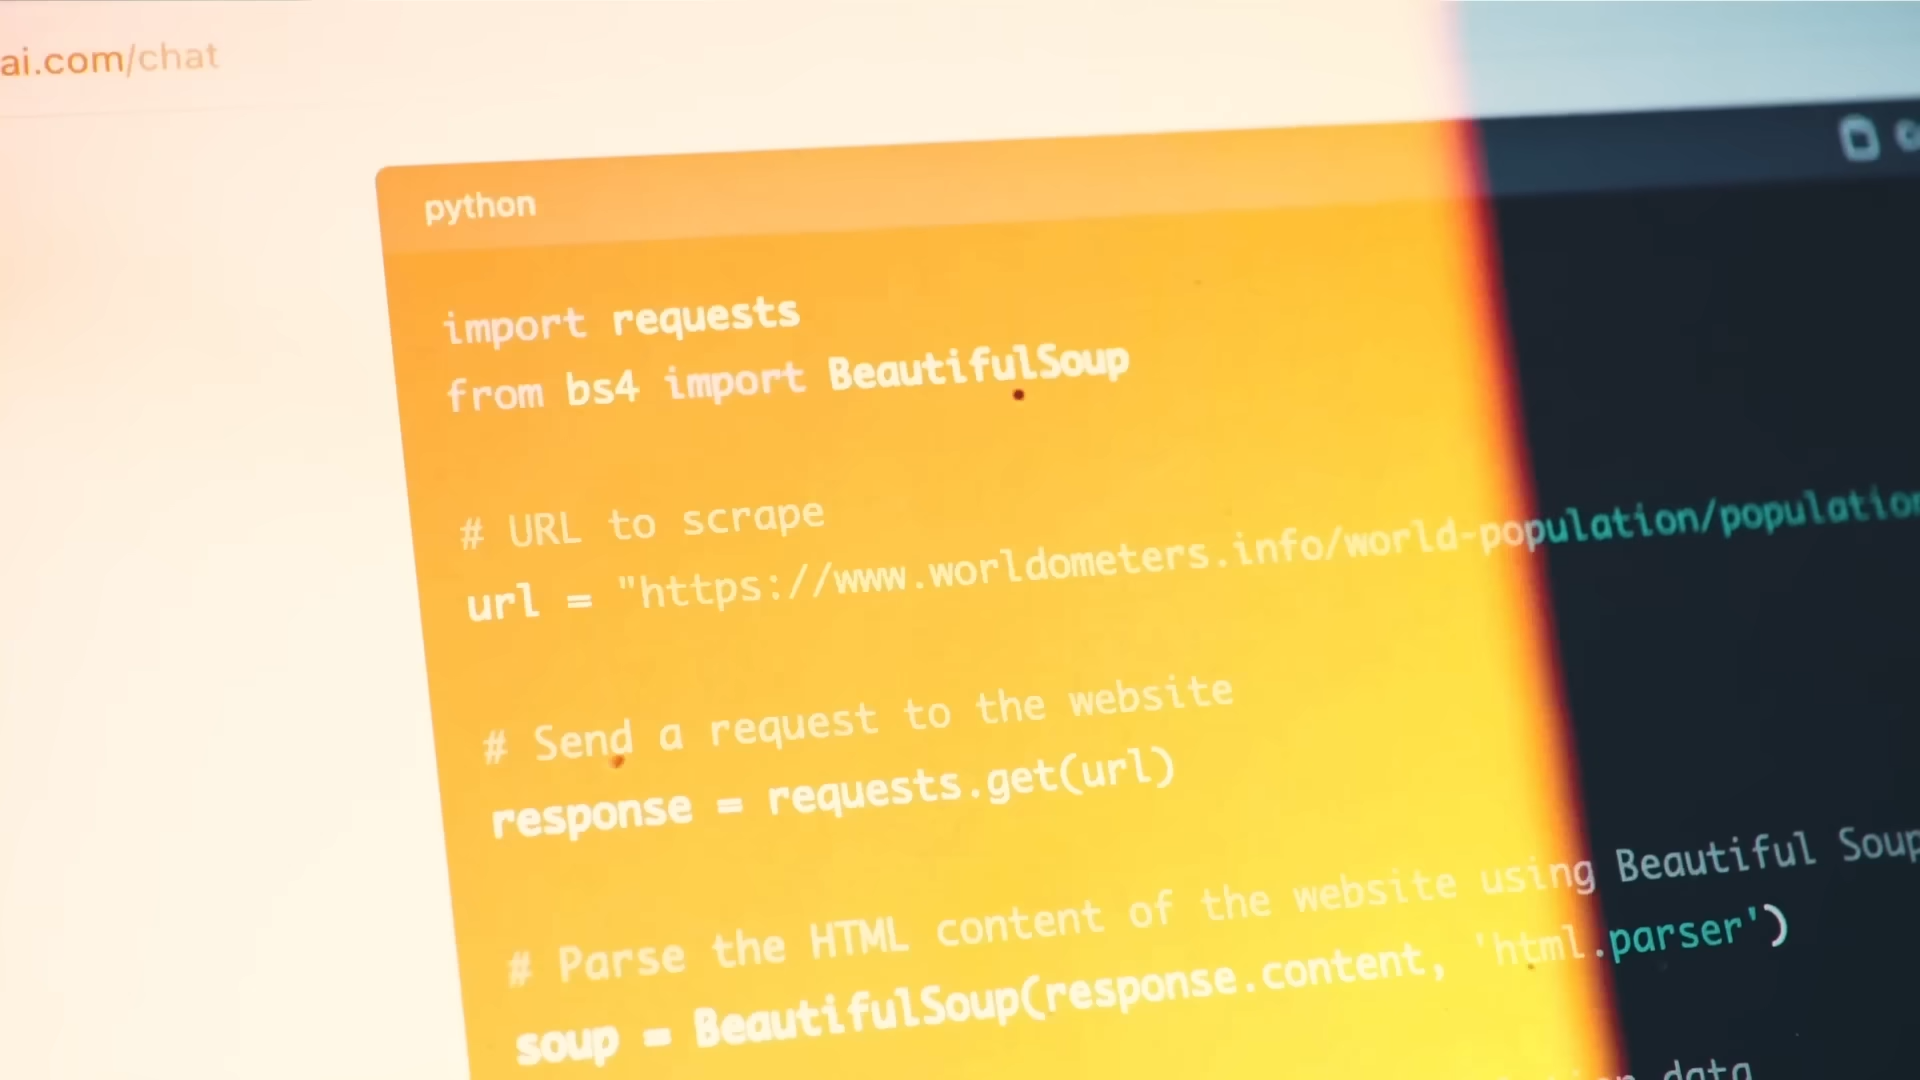 ai.com/chat
python
import requests
from bs4 import BeautifulSoup
# URL to scrape
url = "https://www.worldometers.info/world-population/population
# Send a request to the website
response = requests.get(url)
# Parse the HTML content of the website using Beautiful Soup
soup = BeautifulSoup(response.content, 'html.parser')
data